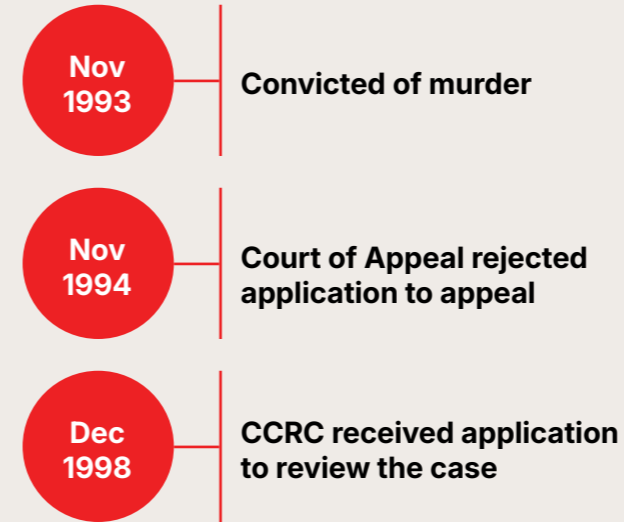 Nov
1993
Convicted of murder
Nov
1994
Court of Appeal rejected
application to appeal
Dec
1998
CCRC received application
to review the case